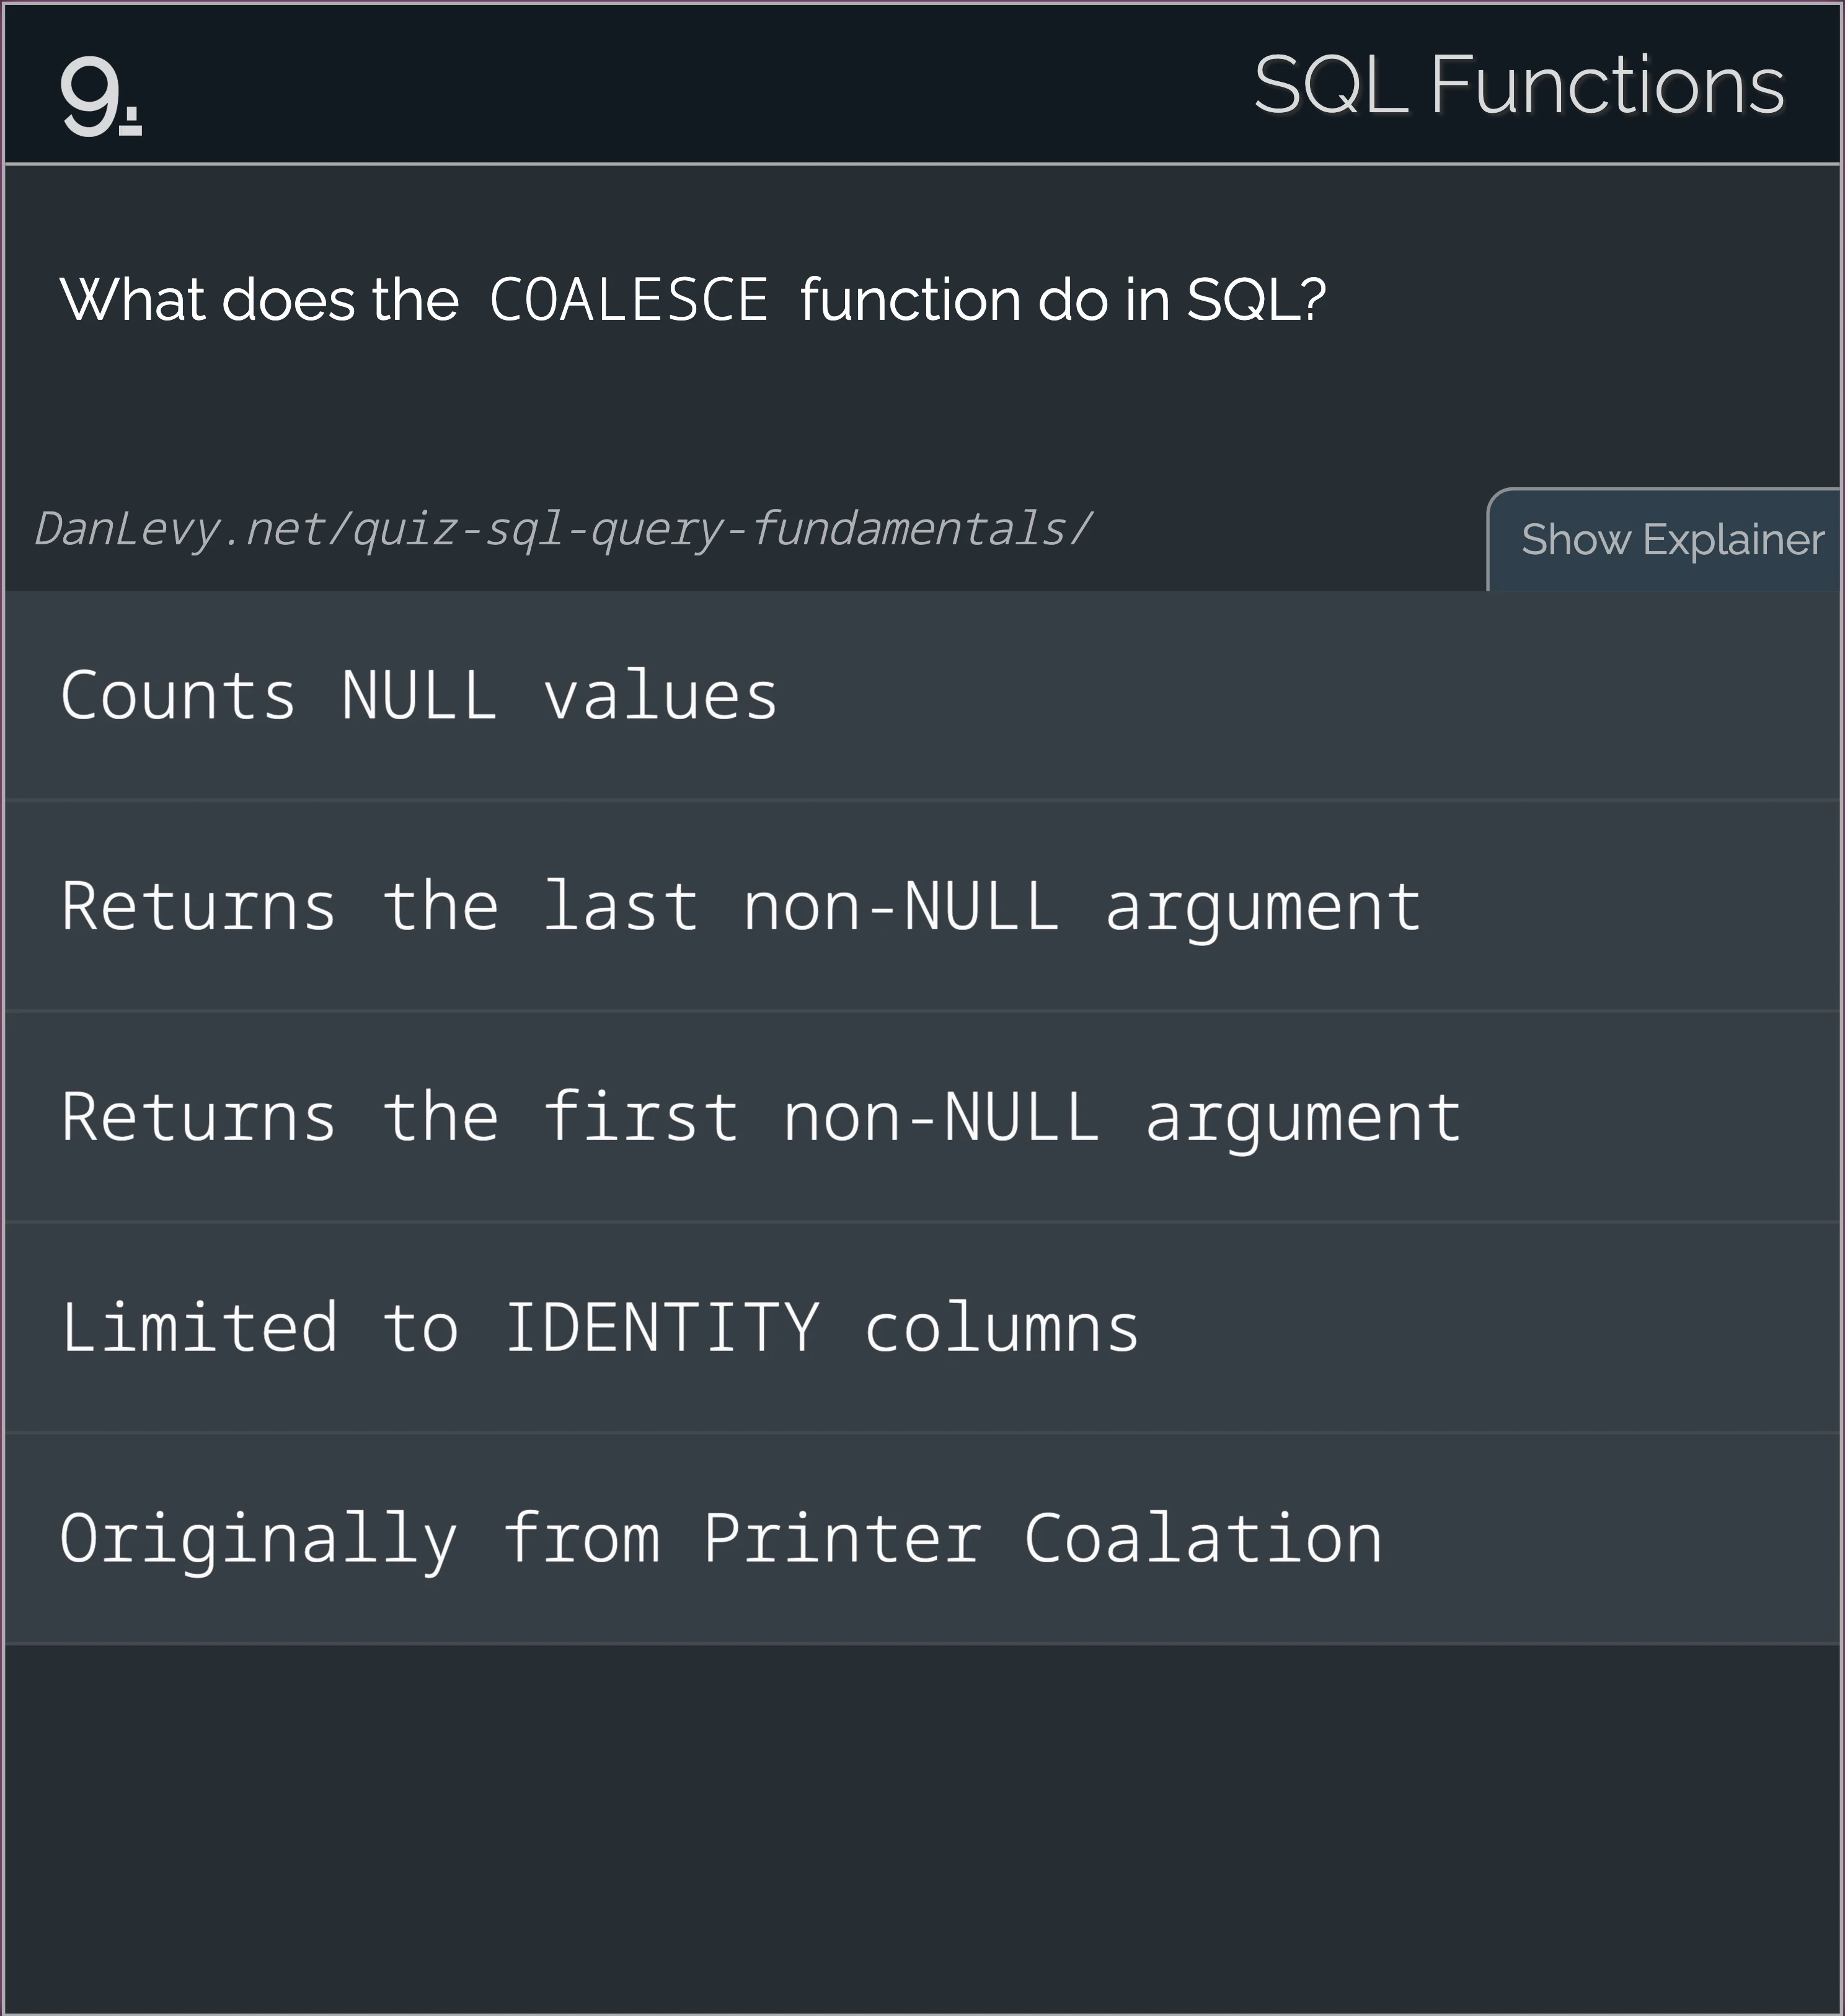 9.
SQL Functions
What does the COALESCE function do in SQL?
DanLevy.net/quiz-sql-query-fundamentals/
Show Explainer
Counts NULL values
Returns the last non-NULL argument
Returns the first non-NULL argument
Limited to IDENTITY columns
Originally from Printer Coalation